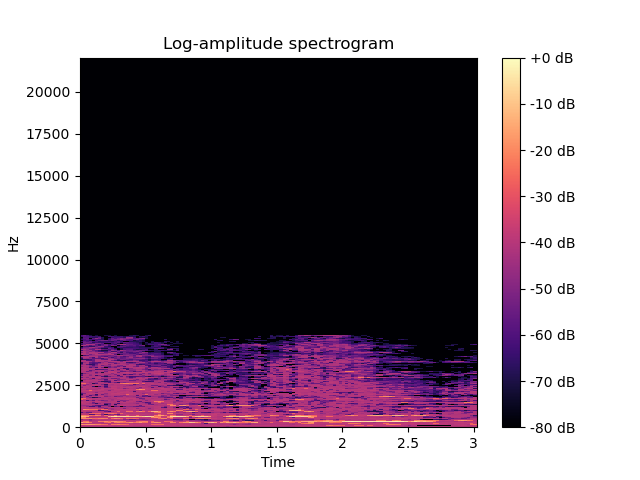 Log-amplitude spectrogram
20000
17500
15000
12500
10000
7500
5000
2500
0
Hz
0 0.5 1 1.5 2 2.5 3
Time
+0 dB
-10 dB
-20 dB
-30 dB
-40 dB
-50 dB
-60 dB
-70 dB
-80 dB